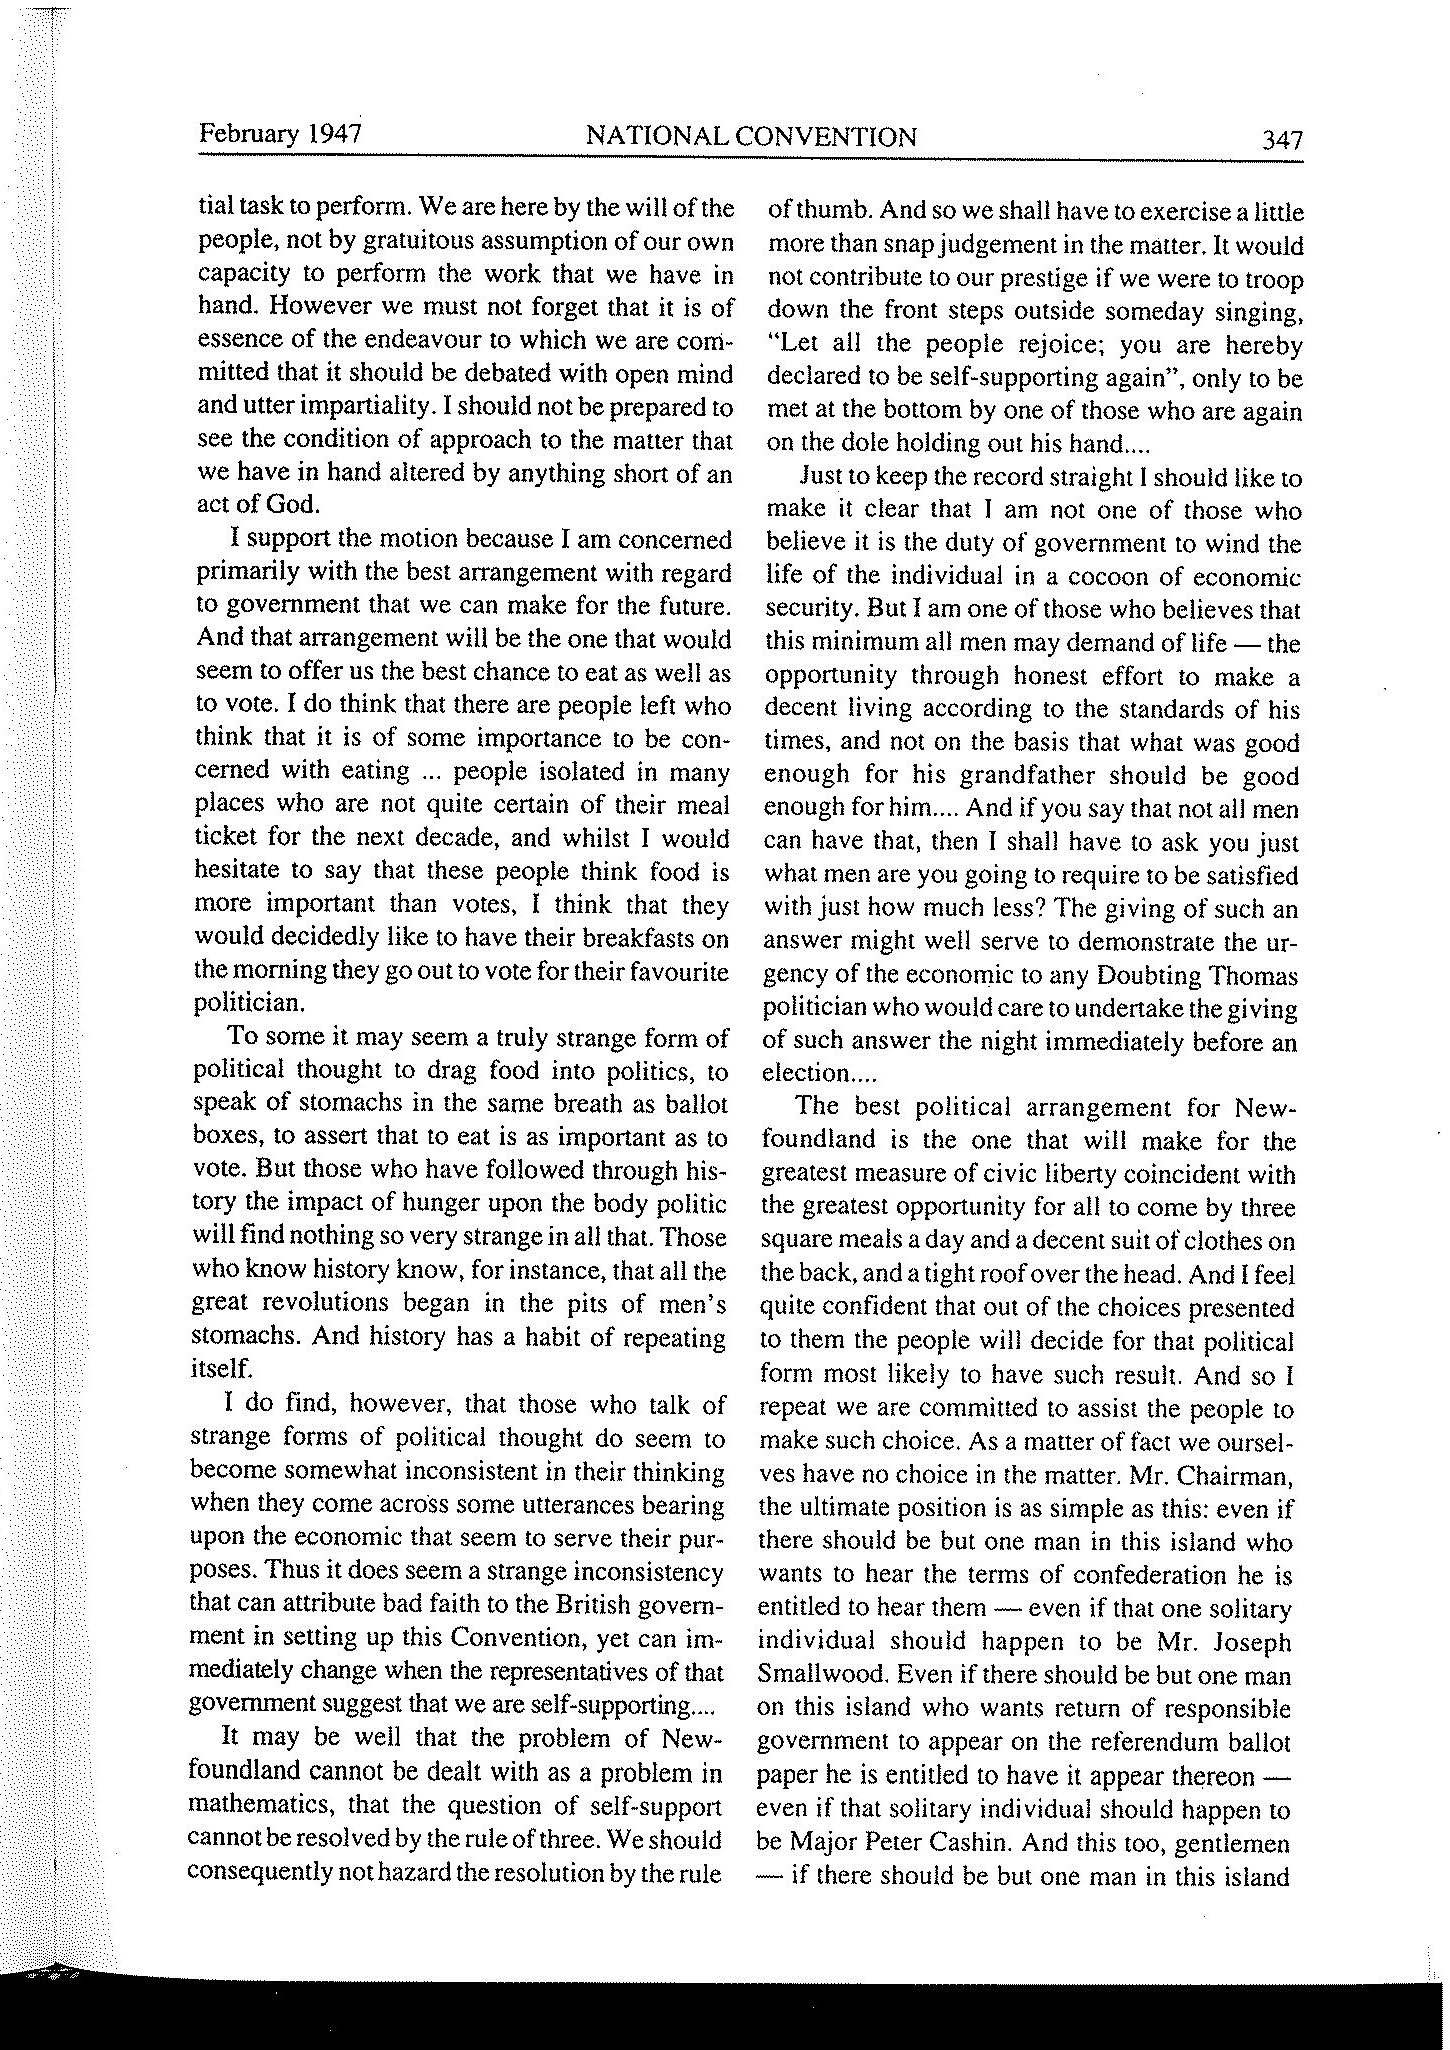 February 1947
NATIONAL CONVENTION
347
tial task to perform. We are here by the will of the
people, not by gratuitous assumption of our own
capacity to perform the work that we have in
hand. However we must not forget that it is of
essence of the endeavour to which we are com-
mitted that it should be debated with open mind
and utter impartiality. I should not be prepared to
see the condition of approach to the matter that
we have in hand altered by anything short of an
act of God.
I support the motion because I am concerned
primarily with the best arrangement with regard
to government that we can make for the future.
And that arrangement will be the one that would
seem to offer us the best chance to eat as well as
to vote. I do think that there are people left who
think that it is of some importance to be con-
cerned with eating ... people isolated in many
places who are not quite certain of their meal
ticket for the next decade, and whilst I would
hesitate to say that these people think food is
more important than votes, I think that they
would decidedly like to have their breakfasts on
the morning they go out to vote for their favourite
politician.
To some it may seem a truly strange form of
political thought to drag food into politics, to
speak of stomachs in the same breath as ballot
boxes, to assert that to eat is as important as to
vote. But those who have followed through his-
tory the impact of hunger upon the body politic
will find nothing so very strange in all that. Those
who know history know, for instance, that all the
great revolutions began in the pits of men's
stomachs. And history has a habit of repeating
itself.
I do find, however, that those who talk of
strange forms of political thought do seem to
become somewhat inconsistent in their thinking
when they come across some utterances bearing
upon the economic that seem to serve their pur-
poses. Thus it does seem a strange inconsistency
that can attribute bad faith to the British govern-
ment in setting up this Convention, yet can im-
mediately change when the representatives of that
government suggest that we are self-supporting....
It may be well that the problem of New-
foundland cannot be dealt with as a problem in
mathematics, that the question of self-support
cannot be resolved by the rule of three. We should
consequently not hazard the resolution by the rule
of thumb. And so we shall have to exercise a little
more than snap judgement in the matter. It would
not contribute to our prestige if we were to troop
down the front steps outside someday singing,
"Let all the people rejoice; you are hereby
declared to be self-supporting again", only to be
met at the bottom by one of those who are again
on the dole holding out his hand....
Just to keep the record straight I should like to
make it clear that I am not one of those who
believe it is the duty of government to wind the
life of the individual in a cocoon of economic
security. But I am one of those who believes that
this minimum all men may demand of life — the
opportunity through honest effort to make a
decent living according to the standards of his
times, and not on the basis that what was good
enough for his grandfather should be good
enough for him.... And if you say that not all men
can have that, then I shall have to ask you just
what men are you going to require to be satisfied
with just how much less? The giving of such an
answer might well serve to demonstrate the ur-
gency of the economic to any Doubting Thomas
politician who would care to undertake the giving
of such answer the night immediately before an
election....
The best political arrangement for New-
foundland is the one that will make for the
greatest measure of civic liberty coincident with
the greatest opportunity for all to come by three
square meals a day and a decent suit of clothes on
the back, and a tight roof over the head. And I feel
quite confident that out of the choices presented
to them the people will decide for that political
form most likely to have such result. And so I
repeat we are committed to assist the people to
make such choice. As a matter of fact we oursel-
ves have no choice in the matter. Mr. Chairman,
the ultimate position is as simple as this: even if
there should be but one man in this island who
wants to hear the terms of confederation he is
entitled to hear them — even if that one solitary
individual should happen to be Mr. Joseph
Smallwood. Even if there should be but one man
on this island who wants return of responsible
government to appear on the referendum ballot
paper he is entitled to have it appear thereon —
even if that solitary individual should happen to
be Major Peter Cashin. And this too, gentlemen
— if there should be but one man in this island